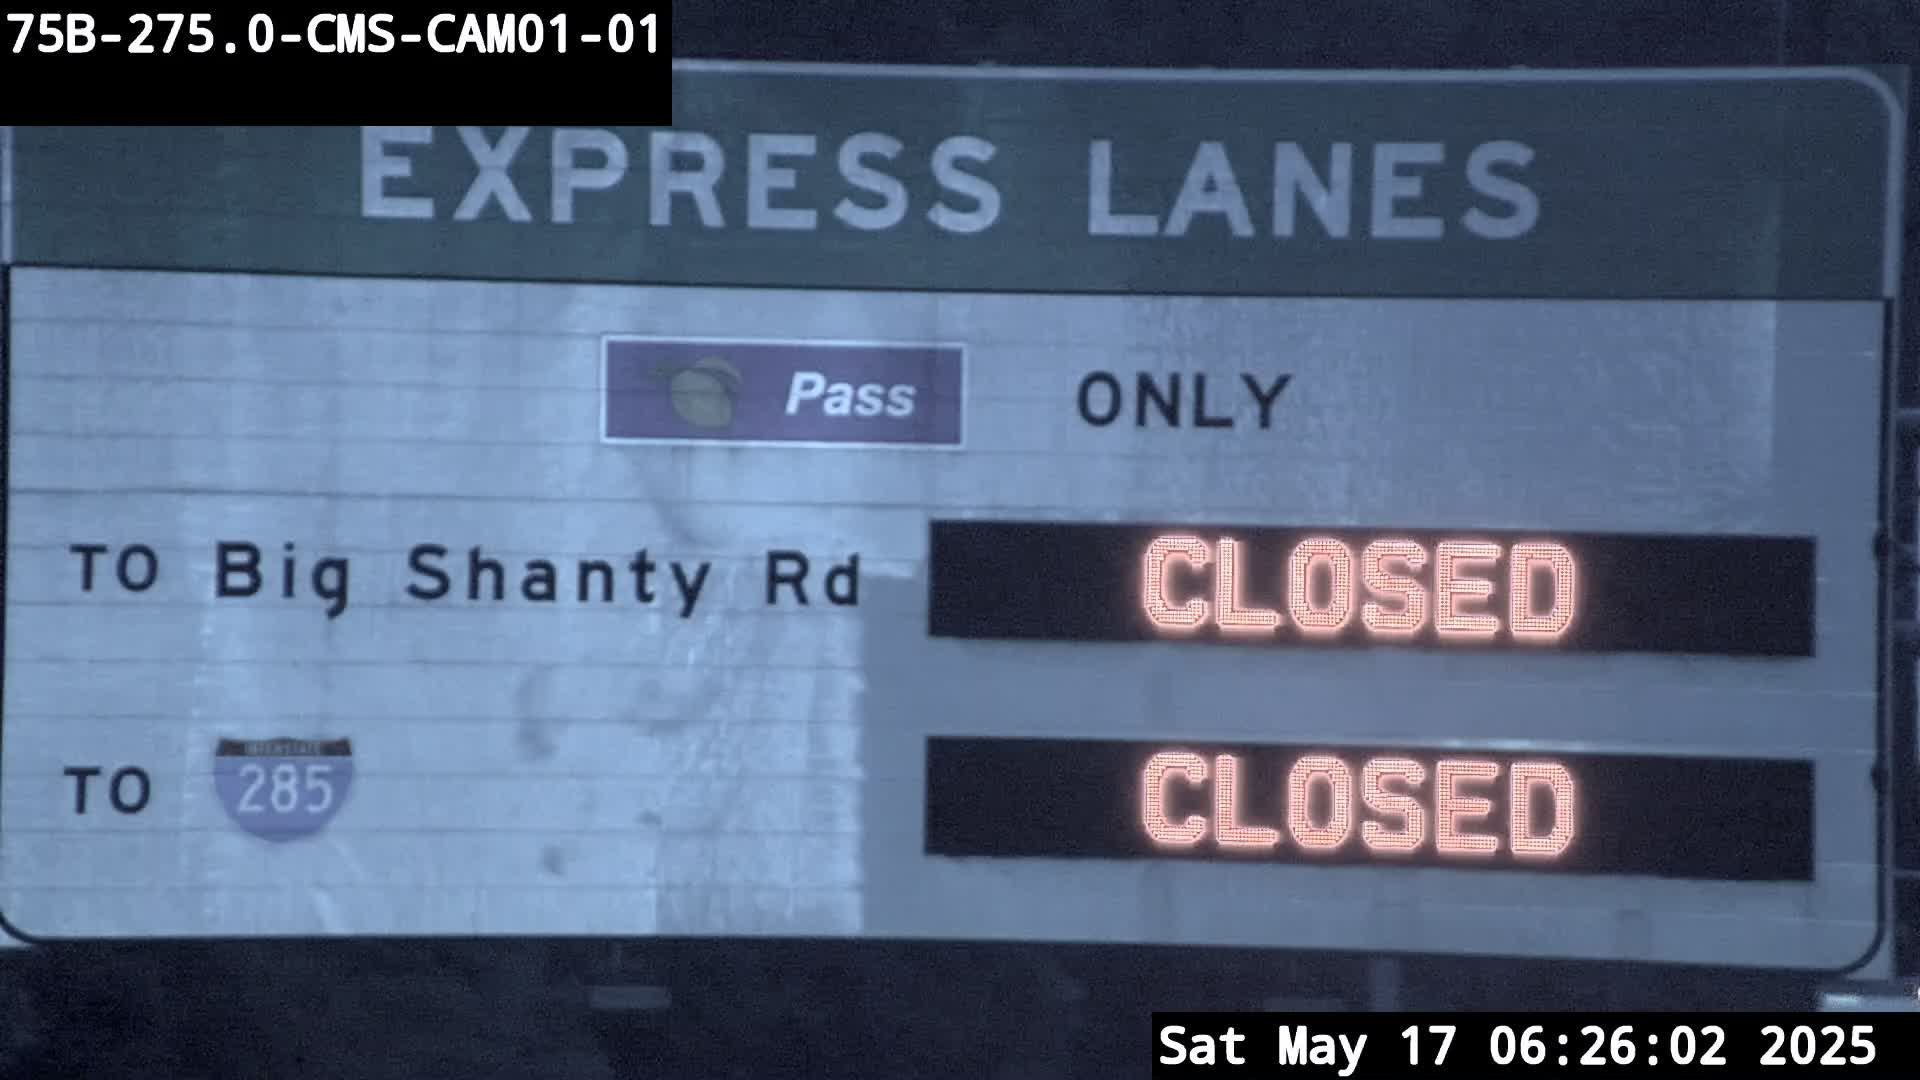 75B-275.0-CMS-CAM01-01
EXPRESS LANES
Pass ONLY
TO Big Shanty Rd CLOSED
INTERSTATE
TO 285 CLOSED
Sat May 17 06:26:02 2025